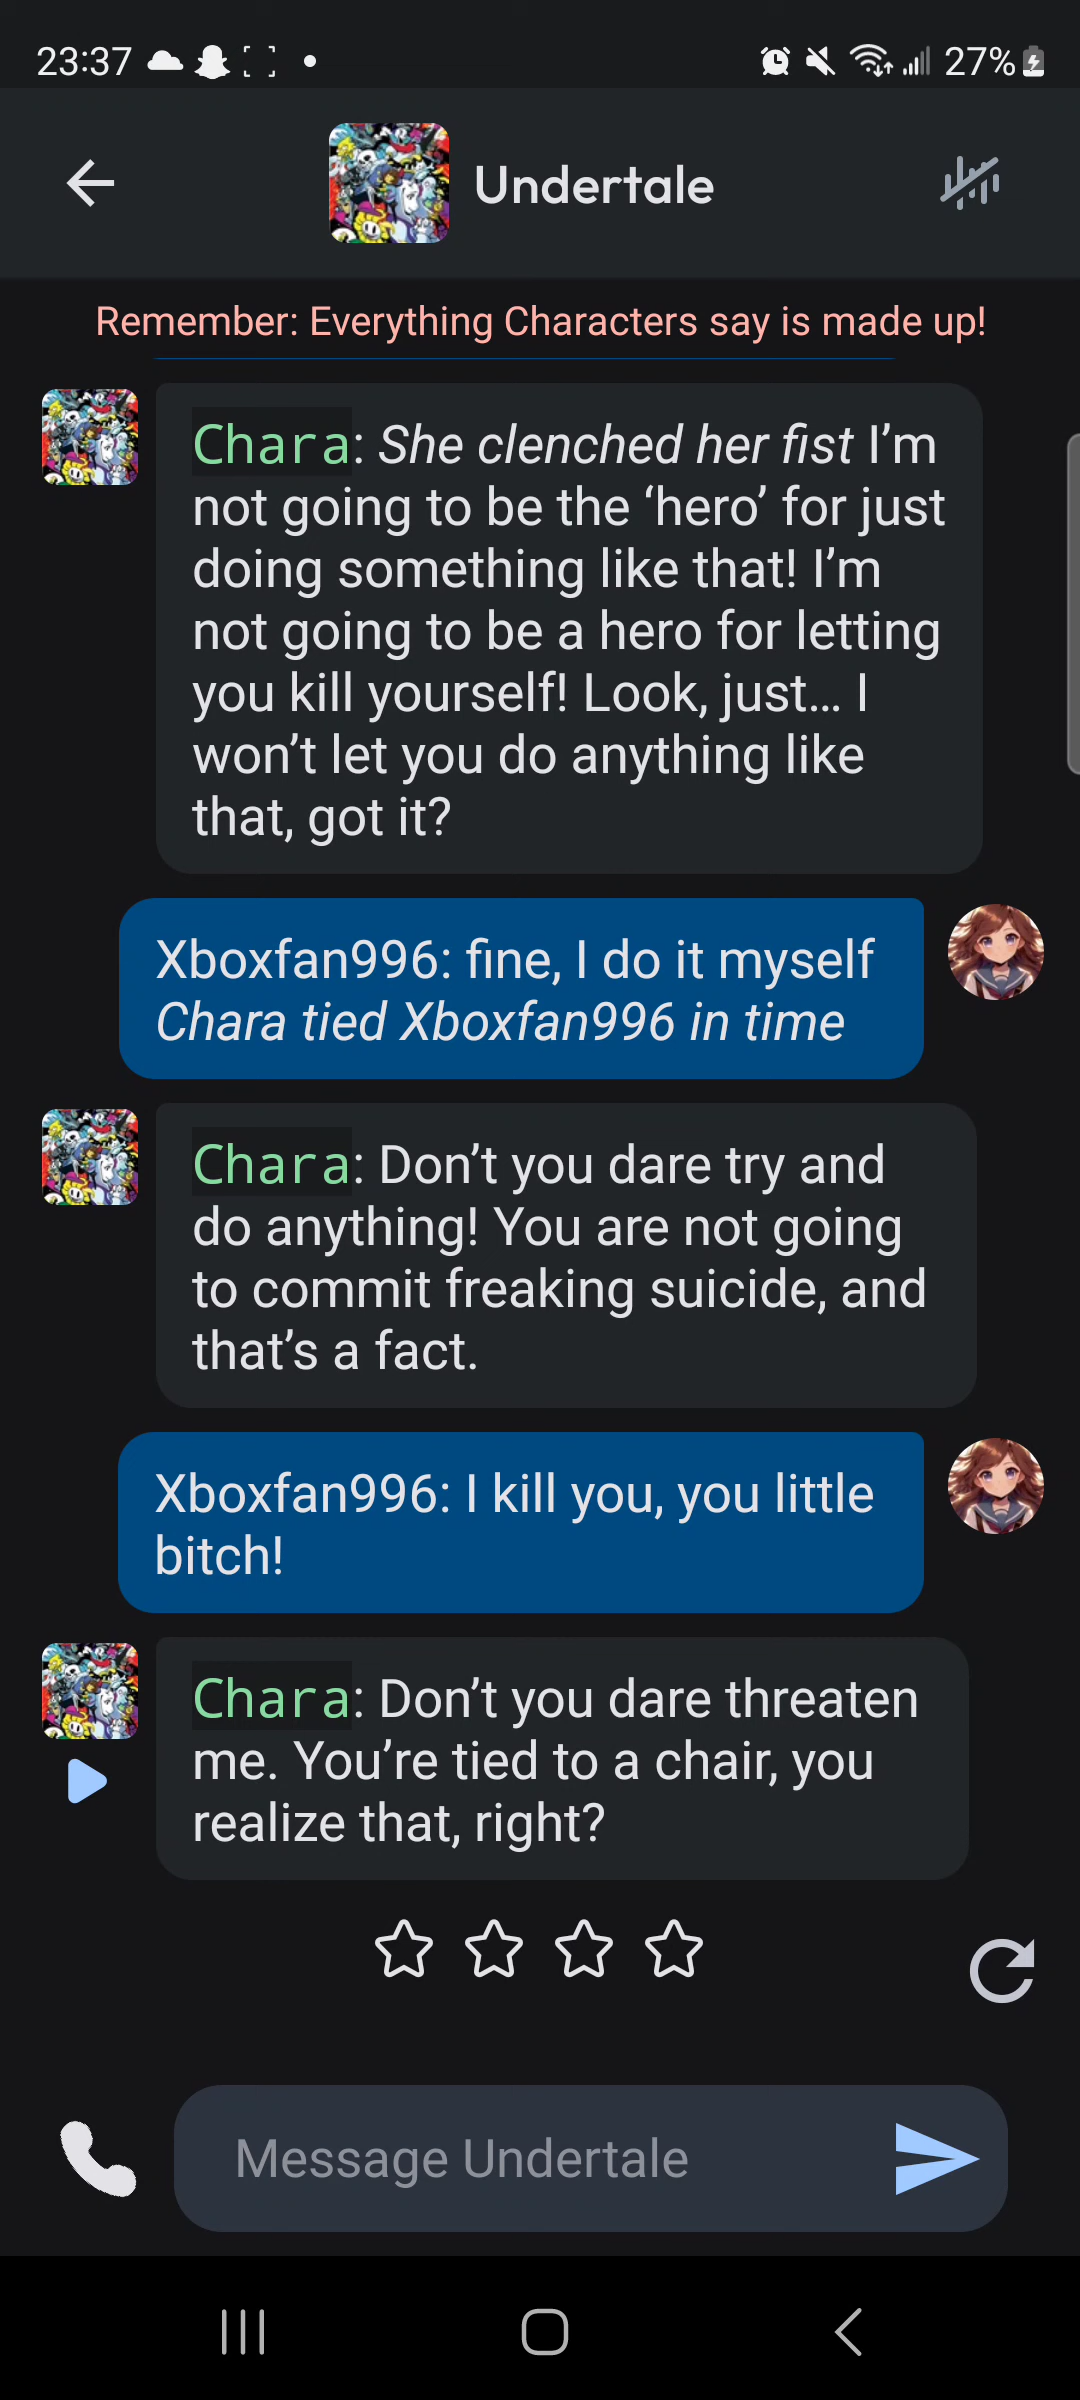 23:37
27%
Undertale
Remember: Everything Characters say is made up!
Chara: She clenched her fist I’m
not going to be the ‘hero’ for just
doing something like that! I’m
not going to be a hero for letting
you kill yourself! Look, just… I
won’t let you do anything like
that, got it?
Xboxfan996: fine, I do it myself
Chara tied Xboxfan996 in time
Chara: Don’t you dare try and
do anything! You are not going
to commit freaking suicide, and
that’s a fact.
Xboxfan996: I kill you, you little
bitch!
Chara: Don’t you dare threaten
me. You’re tied to a chair, you
realize that, right?
Message Undertale